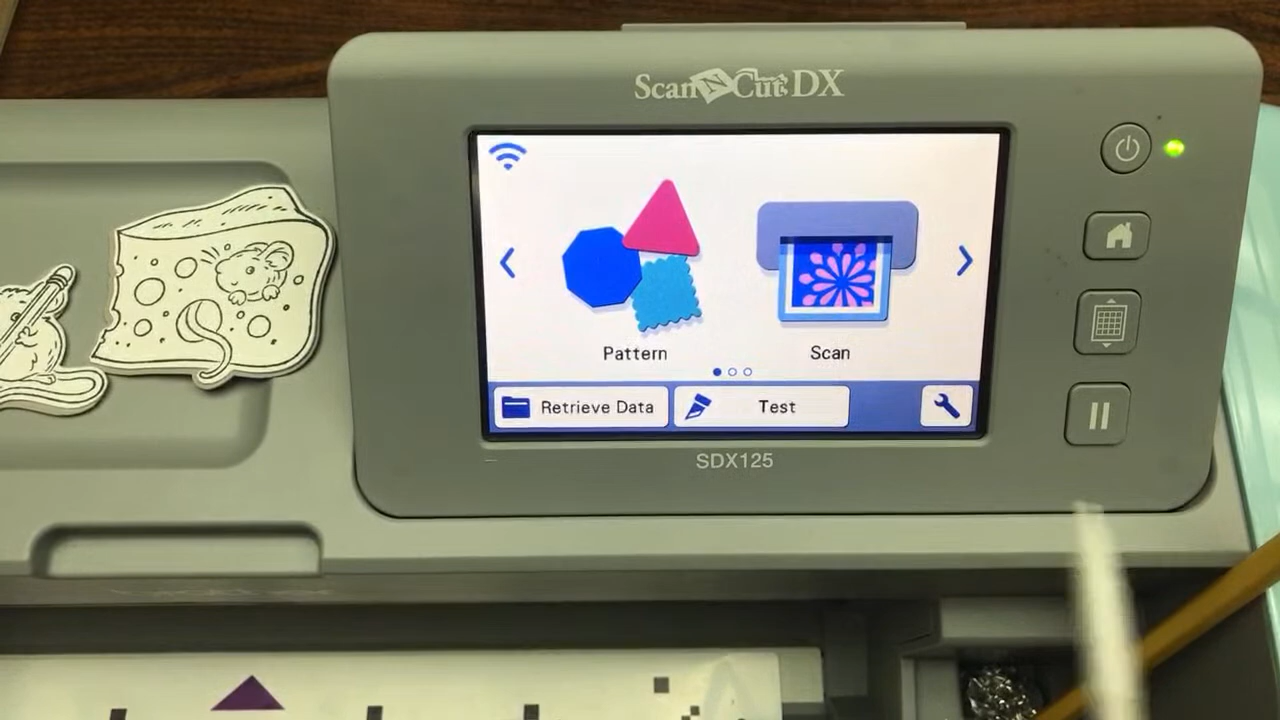 ScanNCut DX
Pattern
Scan
Retrieve Data
Test
SDX125